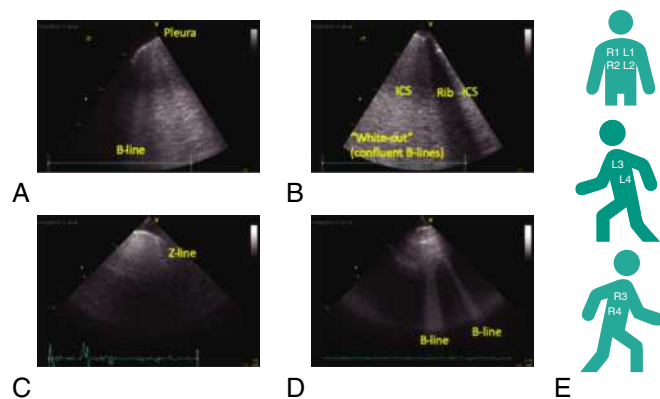 Pleura
B-line
A
ICS
Rib
ICS
"White-out"
(confluent B-lines)
B
Z-line
C
B-line
B-line
D
R1 L1
R2 L2
L3
L4
R3
R4
E